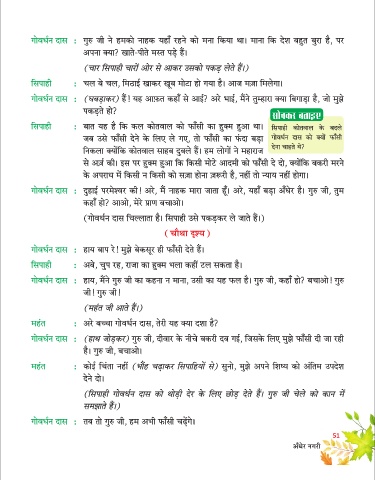 गोवर्धन दास : गुरु जी ने हमको नाहक यहाँ रहने को मना किया था। माना कि देश बहुत बुरा है, पर
अपना क्या? खाते-पीते मस्त पड़े हैं।
(चार सिपाही चारों ओर से आकर उसको पकड़ लेते हैं।)
सिपाही : चल बे चल, मिठाई खाकर खूब मोटा हो गया है। आज मज़ा मिलेगा।
गोवर्धन दास : (घबड़ाकर) हैं! यह आफ़त कहाँ से आई? अरे भाई, मैंने तुम्हारा क्या बिगाड़ा है, जो मुझे
पकड़ते हो?
सिपाही : बात यह है कि कल कोतवाल को फाँसी का हुक्म हुआ था।
जब उसे फाँसी देने के लिए ले गए, तो फाँसी का फंदा बड़ा
निकला क्योंकि कोतवाल साहब दुबले हैं। हम लोगों ने महाराज
से अर्ज़ की। इस पर हुक्म हुआ कि किसी मोटे आदमी को फाँसी दे दो, क्योंकि बकरी मरने
के अपराध में किसी न किसी को सज़ा होना ज़रूरी है, नहीं तो न्याय नहीं होगा।
सोचकर बताइए
सिपाही कोतवाल के बदले
गोवर्धन दास को क्यों फाँसी
देना चाहते थे?
गोवर्धन दास : दुहाई परमेश्वर की! अरे, मैं नाहक मारा जाता हूँ। अरे, यहाँ बड़ा अँधेर है। गुरु जी, तुम
कहाँ हो? आओ, मेरे प्राण बचाओ।
(गोवर्धन दास चिल्लाता है। सिपाही उसे पकड़कर ले जाते हैं।)
( चौथा दृश्य )
गोवर्धन दास : हाय बाप रे! मुझे बेकसूर ही फाँसी देते हैं।
सिपाही : अबे, चुप रह, राजा का हुक्म भला कहीं टल सकता है।
गोवर्धन दास : हाय, मैंने गुरु जी का कहना न माना, उसी का यह फल है। गुरु जी, कहाँ हो? बचाओ! गुरु
जी! गुरु जी!
(महंत जी आते हैं।)
महंत : अरे बच्चा गोवर्धन दास, तेरी यह क्या दशा है?
गोवर्धन दास : (हाथ जोड़कर) गुरु जी, दीवार के नीचे बकरी दब गई, जिसके लिए मुझे फाँसी दी जा रही
है। गुरु जी, बचाओ।
महंत : कोई चिंता नहीं (भौंह चढ़ाकर सिपाहियों से) सुनो, मुझे अपने शिष्य को अंतिम उपदेश
देने दो।
(सिपाही गोवर्धन दास को थोड़ी देर के लिए छोड़ देते हैं। गुरु जी चेले को कान में
समझाते हैं।)
गोवर्धन दास : तब तो गुरु जी, हम अभी फाँसी चढ़ेंगे।
51
अँधेर नगरी